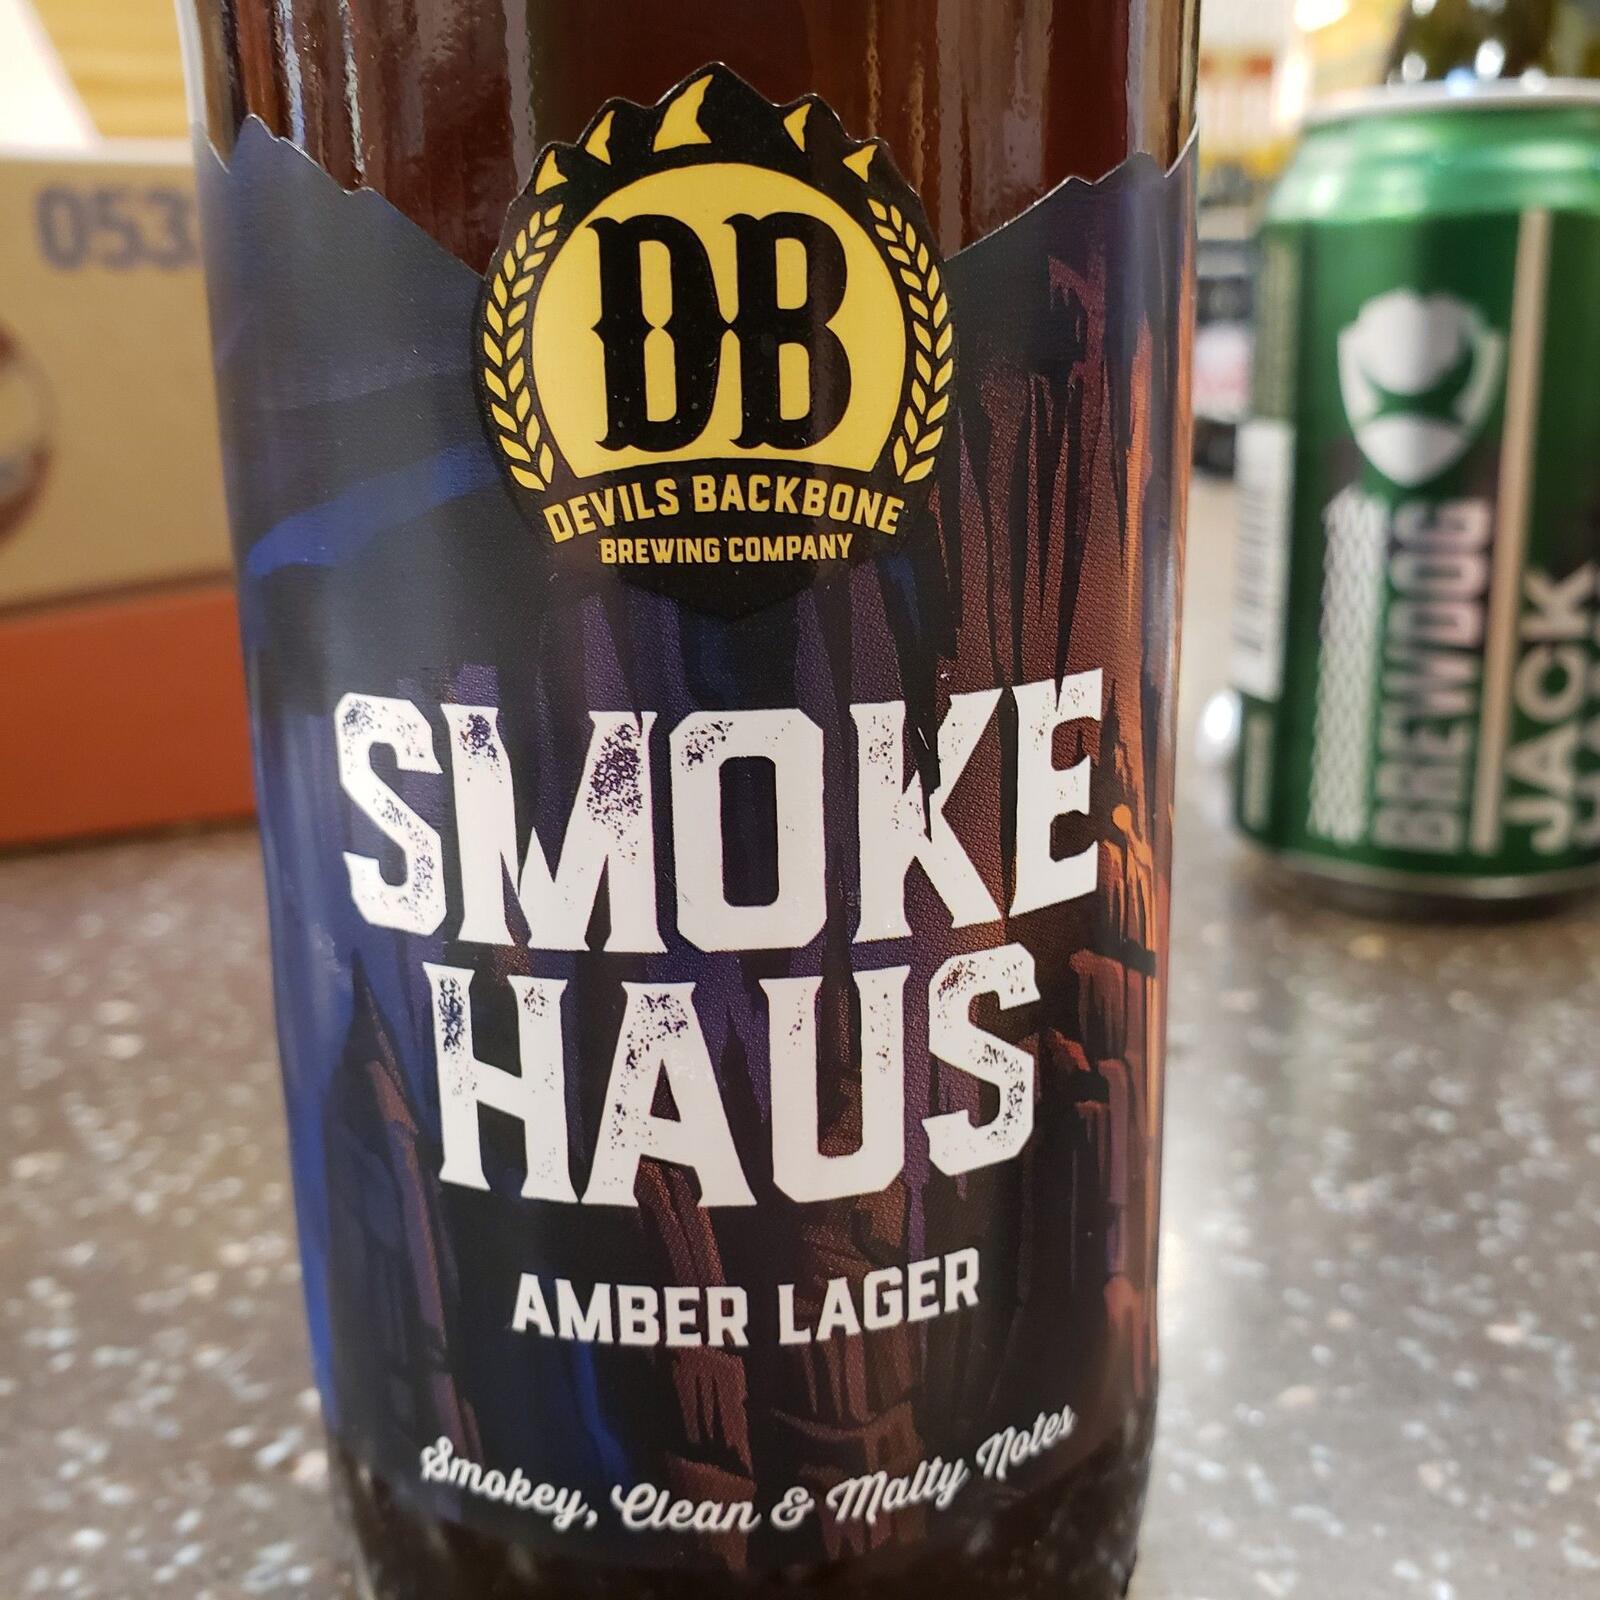 053
DB
DEVILS BACKBONE
BREWING COMPANY
SMOKE
HAUS
AMBER LAGER
Smokey, Clean & Malty Notes
BREWDOG
JACK